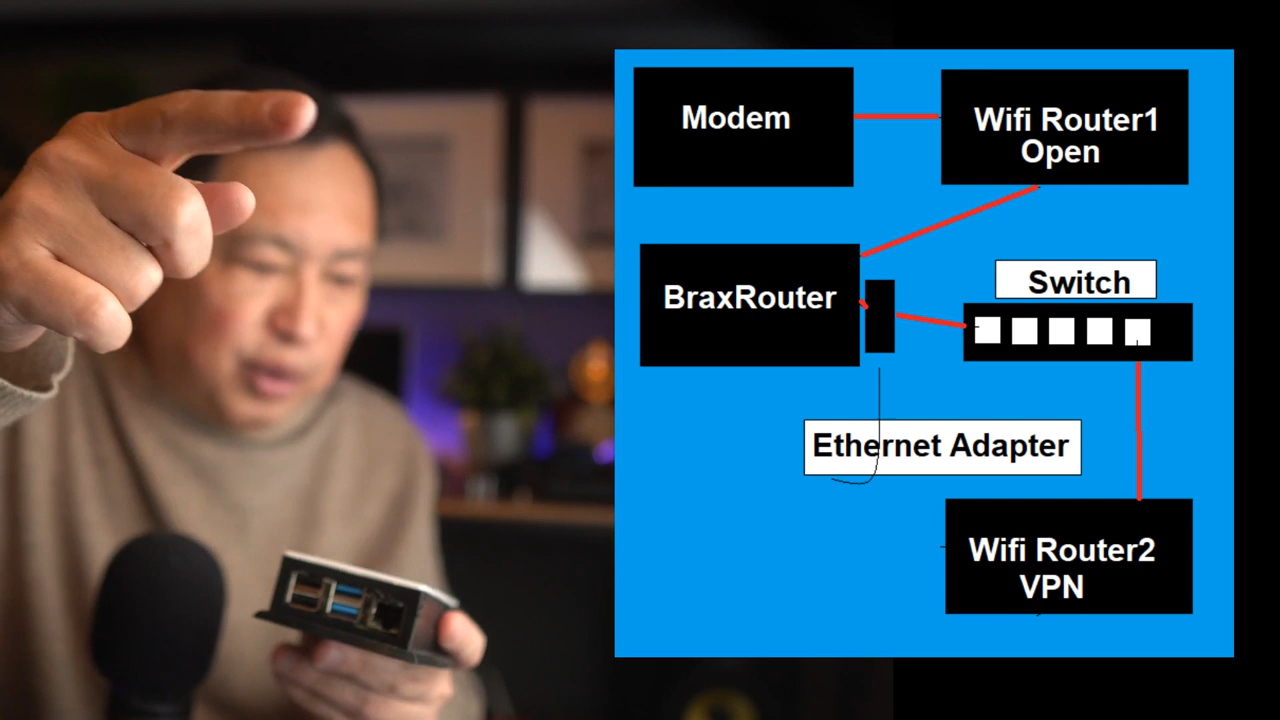 Modem
Wifi Router1
Open
BraxRouter
Switch
Ethernet Adapter
Wifi Router2
VPN